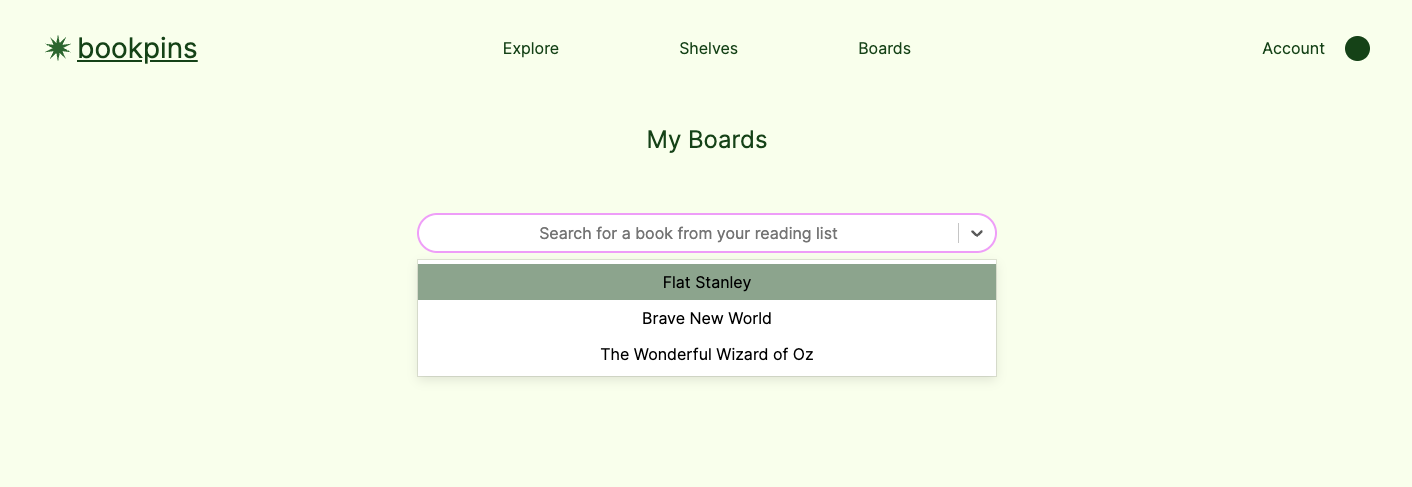 bookpins
Explore
Shelves
Boards
Account
My Boards
Search for a book from your reading list
Flat Stanley
Brave New World
The Wonderful Wizard of Oz